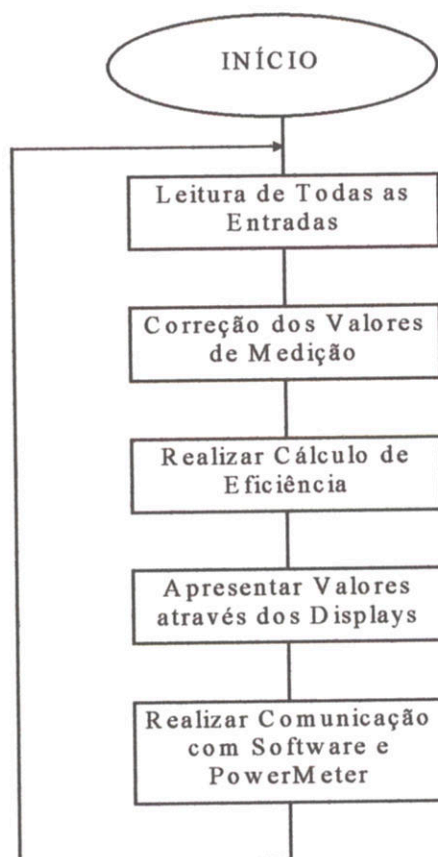 INÍCIO
Leitura de Todas as
Entradas
Correção dos Valores
de Medição
Realizar Cálculo de
Eficiência
Apresentar Valores
através dos Displays
Realizar Comunicação
com Software e
PowerMeter